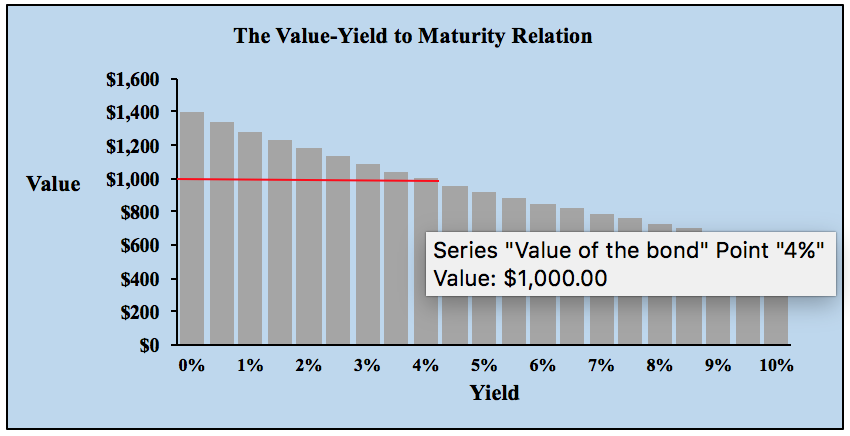 The Value-Yield to Maturity Relation
$1,600
$1,400
$1,200
Value
$1,000
$800
$600
$400
$200
$0
Series "Value of the bond" Point "4%"
Value: $1,000.00
0% 1% 2% 3% 4% 5% 6% 7% 8% 9% 10%
Yield